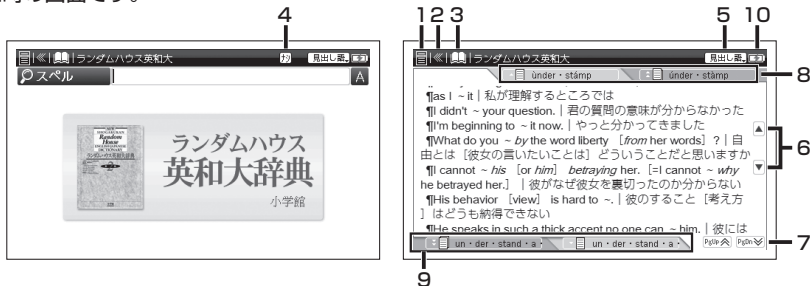 時の画面です。
4
5 10
1 2 3
ランダムハウス英和大
ナシ
見出し語
スペル
A
Random
House
ランダムハウス
英和大辞典
小学館
ランダムハウス英和大
見出し語
ùnder・stámp
únder・stàmp
8
¶as I ~ it｜私が理解するところでは
¶I didn't ~ your question.｜君の質問の意味が分からなかった
¶I'm beginning to ~ it now.｜やっと分かってきました
¶What do you ~ by the word liberty ［from her words］?｜自
由とは［彼女の言いたいことは］どういうことだと思いますか
¶I cannot ~ his ［or him］ betraying her.［=I cannot ~ why
he betrayed her.］｜彼がなぜ彼女を裏切ったのか分からない
¶His behavior ［view］ is hard to ~.｜彼のすること［考え方
］はどうも納得できない
¶He speaks in such a thick accent no one can ~ him.｜彼には
6
un・der・stand・a・
un・der・stand・a・
PgUp PgDn
7
9